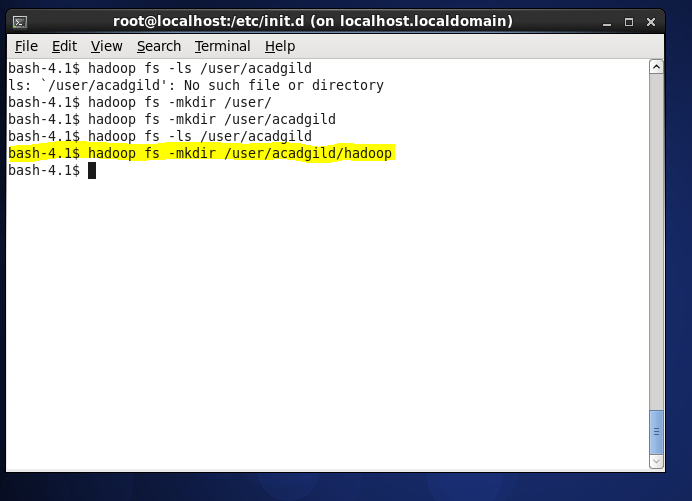 root@localhost:/etc/init.d (on localhost.localdomain)
File Edit View Search Terminal Help
bash-4.1$ hadoop fs -ls /user/acadgild
ls: `/user/acadgild': No such file or directory
bash-4.1$ hadoop fs -mkdir /user/
bash-4.1$ hadoop fs -mkdir /user/acadgild
bash-4.1$ hadoop fs -ls /user/acadgild
bash-4.1$ hadoop fs -mkdir /user/acadgild/hadoop
bash-4.1$